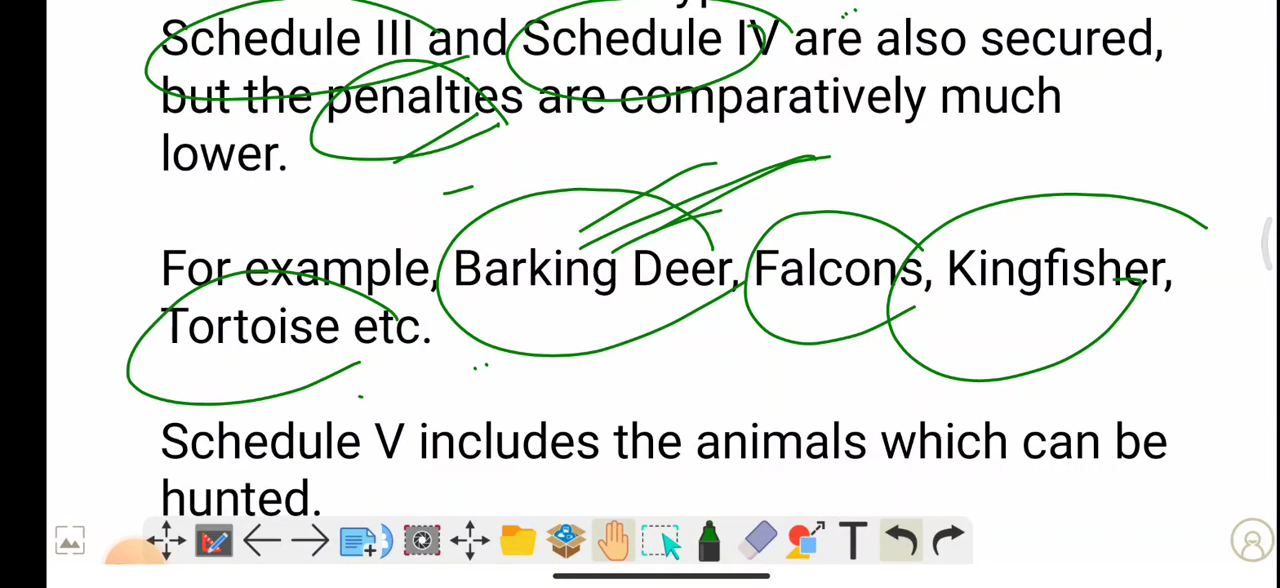 Schedule III and Schedule IV are also secured,
but the penalties are comparatively much
lower.
For example, Barking Deer, Falcons, Kingfisher,
Tortoise etc.
Schedule V includes the animals which can be
hunted.
T